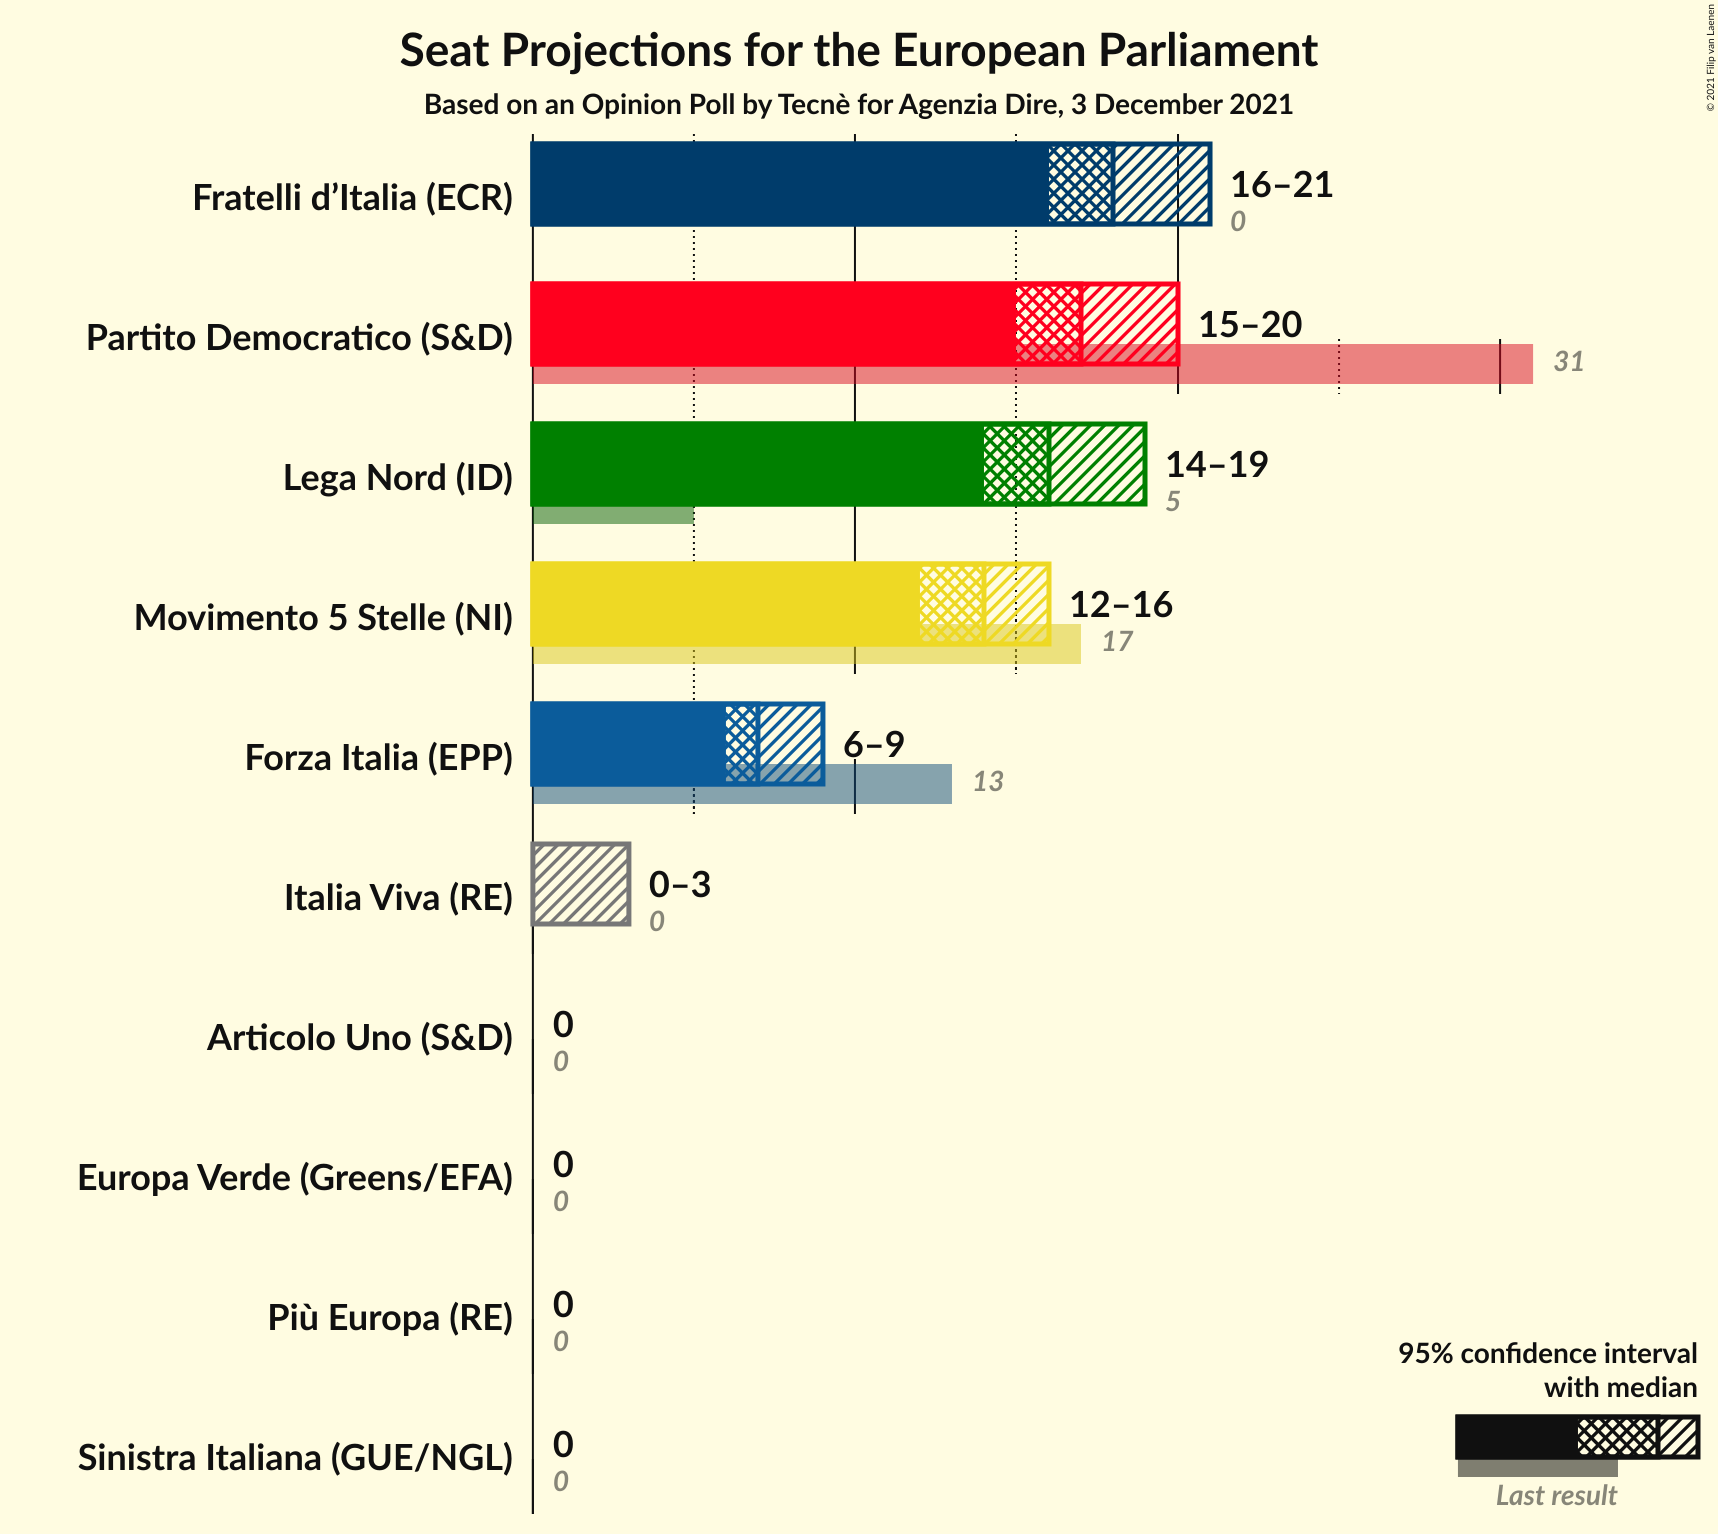 Seat Projections for the European Parliament
Based on an Opinion Poll by Tecnè for Agenzia Dire, 3 December 2021
© 2021 Filip van Laenen
Fratelli d’Italia (ECR)
16–21
0
Partito Democratico (S&D)
15–20
31
Lega Nord (ID)
14–19
5
Movimento 5 Stelle (NI)
12–16
17
Forza Italia (EPP)
6–9
13
Italia Viva (RE)
0–3
0
Articolo Uno (S&D)
0
0
Europa Verde (Greens/EFA)
0
0
Più Europa (RE)
0
0
Sinistra Italiana (GUE/NGL)
0
0
95% confidence interval
with median
Last result